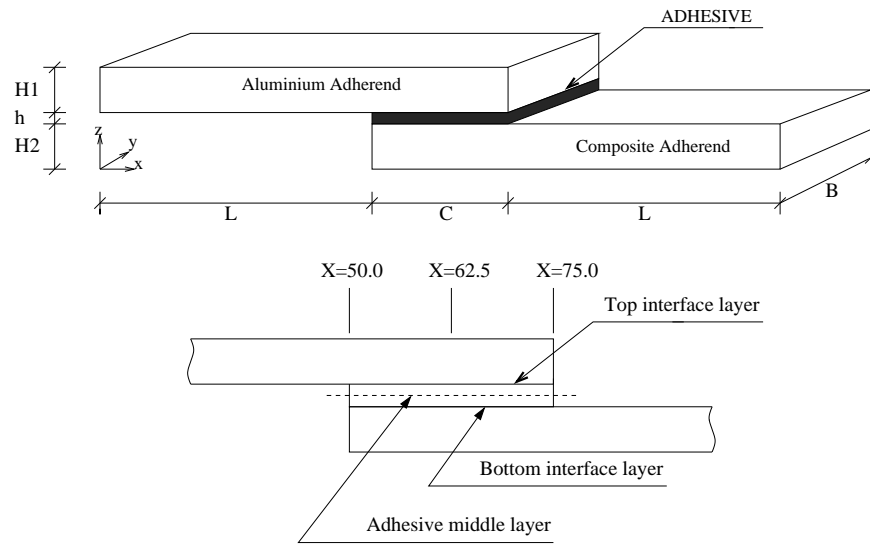 ADHESIVE
H1
Aluminium Adherend
h
H2
z
y
x
Composite Adherend
L
C
L
B
X=50.0
X=62.5
X=75.0
Top interface layer
Bottom interface layer
Adhesive middle layer